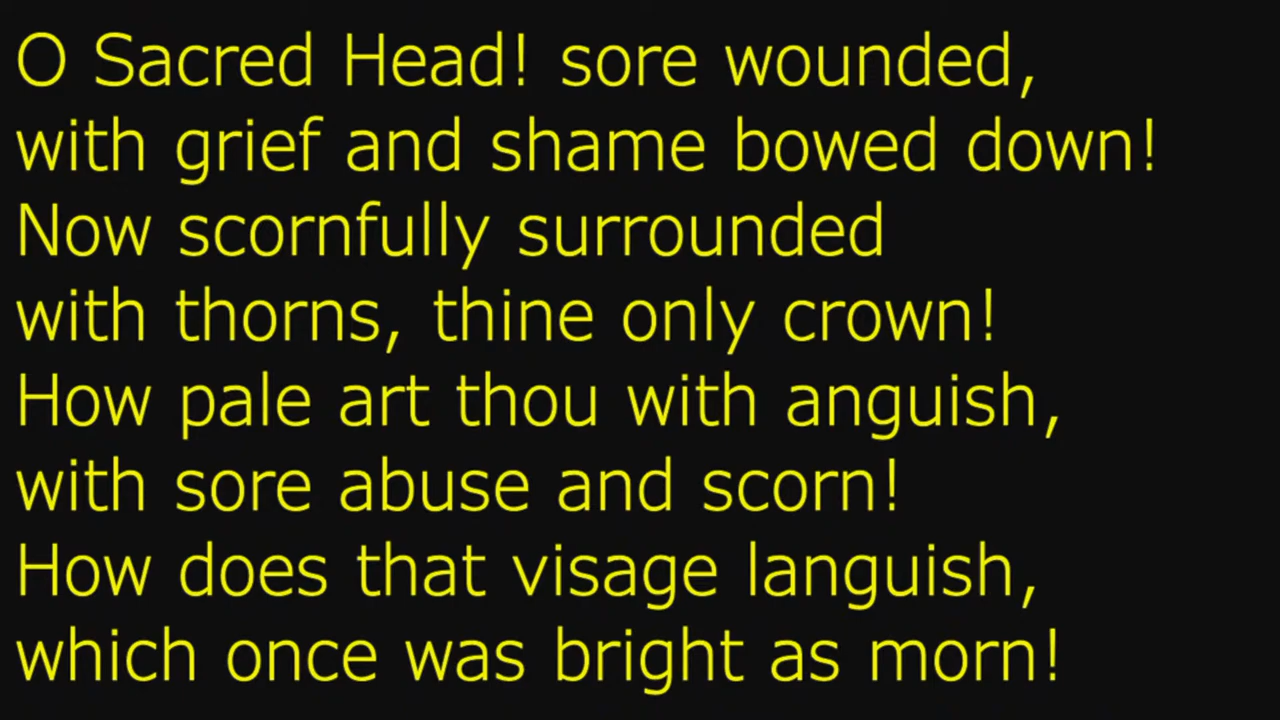 O Sacred Head! sore wounded,
with grief and shame bowed down!
Now scornfully surrounded
with thorns, thine only crown!
How pale art thou with anguish,
with sore abuse and scorn!
How does that visage languish,
which once was bright as morn!